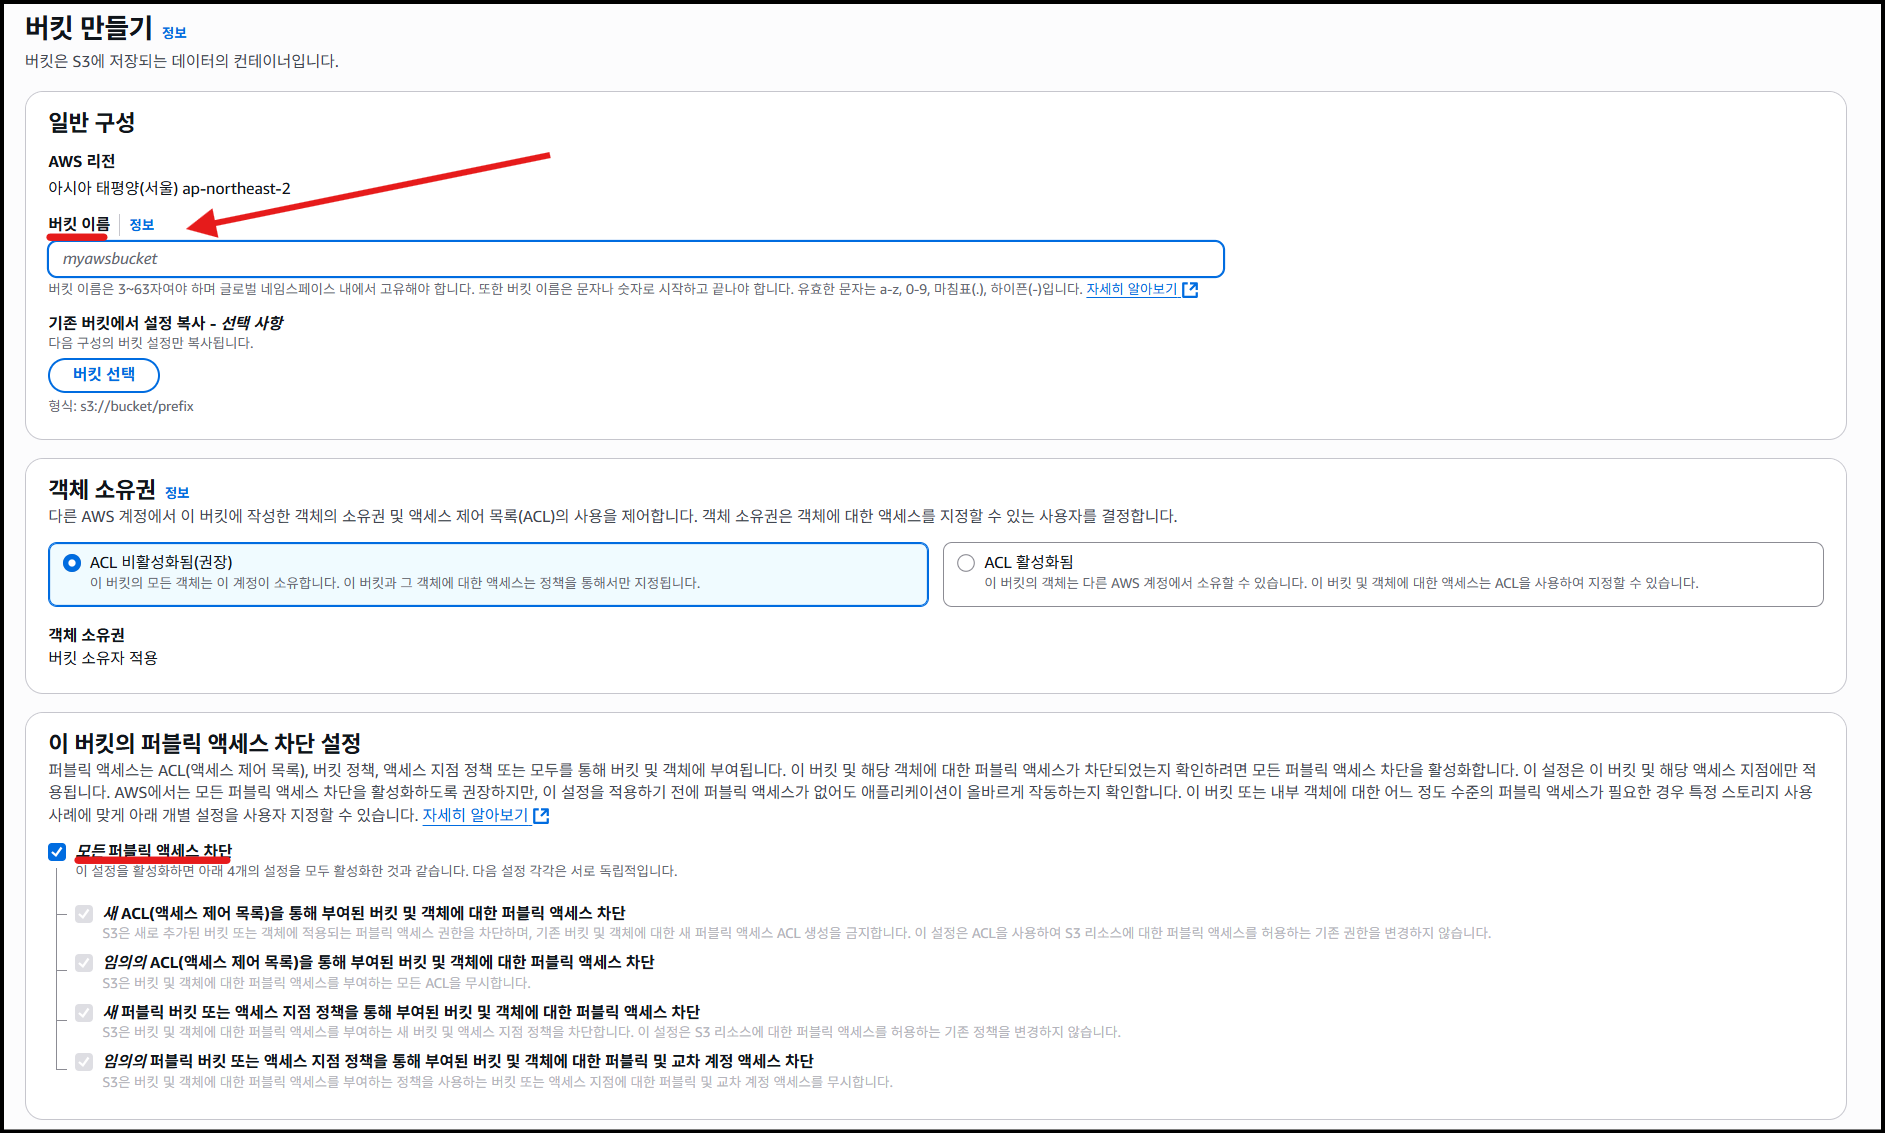 버킷 만들기 정보
버킷은 S3에 저장되는 데이터의 컨테이너입니다.
일반 구성
AWS 리전
아시아 태평양(서울) ap-northeast-2
버킷 이름 정보
myawsbucket
버킷 이름은 3~63자여야 하며 글로벌 네임스페이스 내에서 고유해야 합니다. 또한 버킷 이름은 문자나 숫자로 시작하고 끝나야 합니다. 유효한 문자는 a-z, 0-9, 마침표(.), 하이픈(-)입니다. 자세히 알아보기
기존 버킷에서 설정 복사 - 선택 사항
다음 구성의 버킷 설정만 복사됩니다.
버킷 선택
형식: s3://bucket/prefix
객체 소유권 정보
다른 AWS 계정에서 이 버킷에 작성한 객체의 소유권 및 액세스 제어 목록(ACL)의 사용을 제어합니다. 객체 소유권은 객체에 대한 액세스를 지정할 수 있는 사용자를 결정합니다.
ACL 비활성화됨(권장)
이 버킷의 모든 객체는 이 계정이 소유합니다. 이 버킷과 그 객체에 대한 액세스는 정책을 통해서만 지정됩니다.
ACL 활성화됨
이 버킷의 객체는 다른 AWS 계정에서 소유할 수 있습니다. 이 버킷 및 객체에 대한 액세스는 ACL을 사용하여 지정할 수 있습니다.
객체 소유권
버킷 소유자 적용
이 버킷의 퍼블릭 액세스 차단 설정
퍼블릭 액세스는 ACL(액세스 제어 목록), 버킷 정책, 액세스 지점 정책 또는 모두를 통해 버킷 및 객체에 부여됩니다. 이 버킷 및 해당 객체에 대한 퍼블릭 액세스가 차단되었는지 확인하려면 모든 퍼블릭 액세스 차단을 활성화합니다. 이 설정은 이 버킷 및 해당 액세스 지점에만 적
용됩니다. AWS에서는 모든 퍼블릭 액세스 차단을 활성화하도록 권장하지만, 이 설정을 적용하기 전에 퍼블릭 액세스가 없어도 애플리케이션이 올바르게 작동하는지 확인합니다. 이 버킷 또는 내부 객체에 대한 어느 정도 수준의 퍼블릭 액세스가 필요한 경우 특정 스토리지 사용
사례에 맞게 아래 개별 설정을 사용자 지정할 수 있습니다. 자세히 알아보기
모든 퍼블릭 액세스 차단
이 설정을 활성화하면 아래 4개의 설정을 모두 활성화한 것과 같습니다. 다음 설정 각각은 서로 독립적입니다.
새 ACL(액세스 제어 목록)을 통해 부여된 버킷 및 객체에 대한 퍼블릭 액세스 차단
S3은 새로 추가된 버킷 또는 객체에 적용되는 퍼블릭 액세스 권한을 차단하며, 기존 버킷 및 객체에 대한 새 퍼블릭 액세스 ACL 생성을 금지합니다. 이 설정은 ACL을 사용하여 S3 리소스에 대한 퍼블릭 액세스를 허용하는 기존 권한을 변경하지 않습니다.
임의의 ACL(액세스 제어 목록)을 통해 부여된 버킷 및 객체에 대한 퍼블릭 액세스 차단
S3은 버킷 및 객체에 대한 퍼블릭 액세스를 부여하는 모든 ACL을 무시합니다.
새 퍼블릭 버킷 또는 액세스 지점 정책을 통해 부여된 버킷 및 객체에 대한 퍼블릭 액세스 차단
S3은 버킷 및 객체에 대한 퍼블릭 액세스를 부여하는 새 버킷 및 액세스 지점 정책을 차단합니다. 이 설정은 S3 리소스에 대한 퍼블릭 액세스를 허용하는 기존 정책을 변경하지 않습니다.
임의의 퍼블릭 버킷 또는 액세스 지점 정책을 통해 부여된 버킷 및 객체에 대한 퍼블릭 및 교차 계정 액세스 차단
S3은 버킷 및 객체에 대한 퍼블릭 액세스를 부여하는 정책을 사용하는 버킷 또는 액세스 지점에 대한 퍼블릭 및 교차 계정 액세스를 무시합니다.